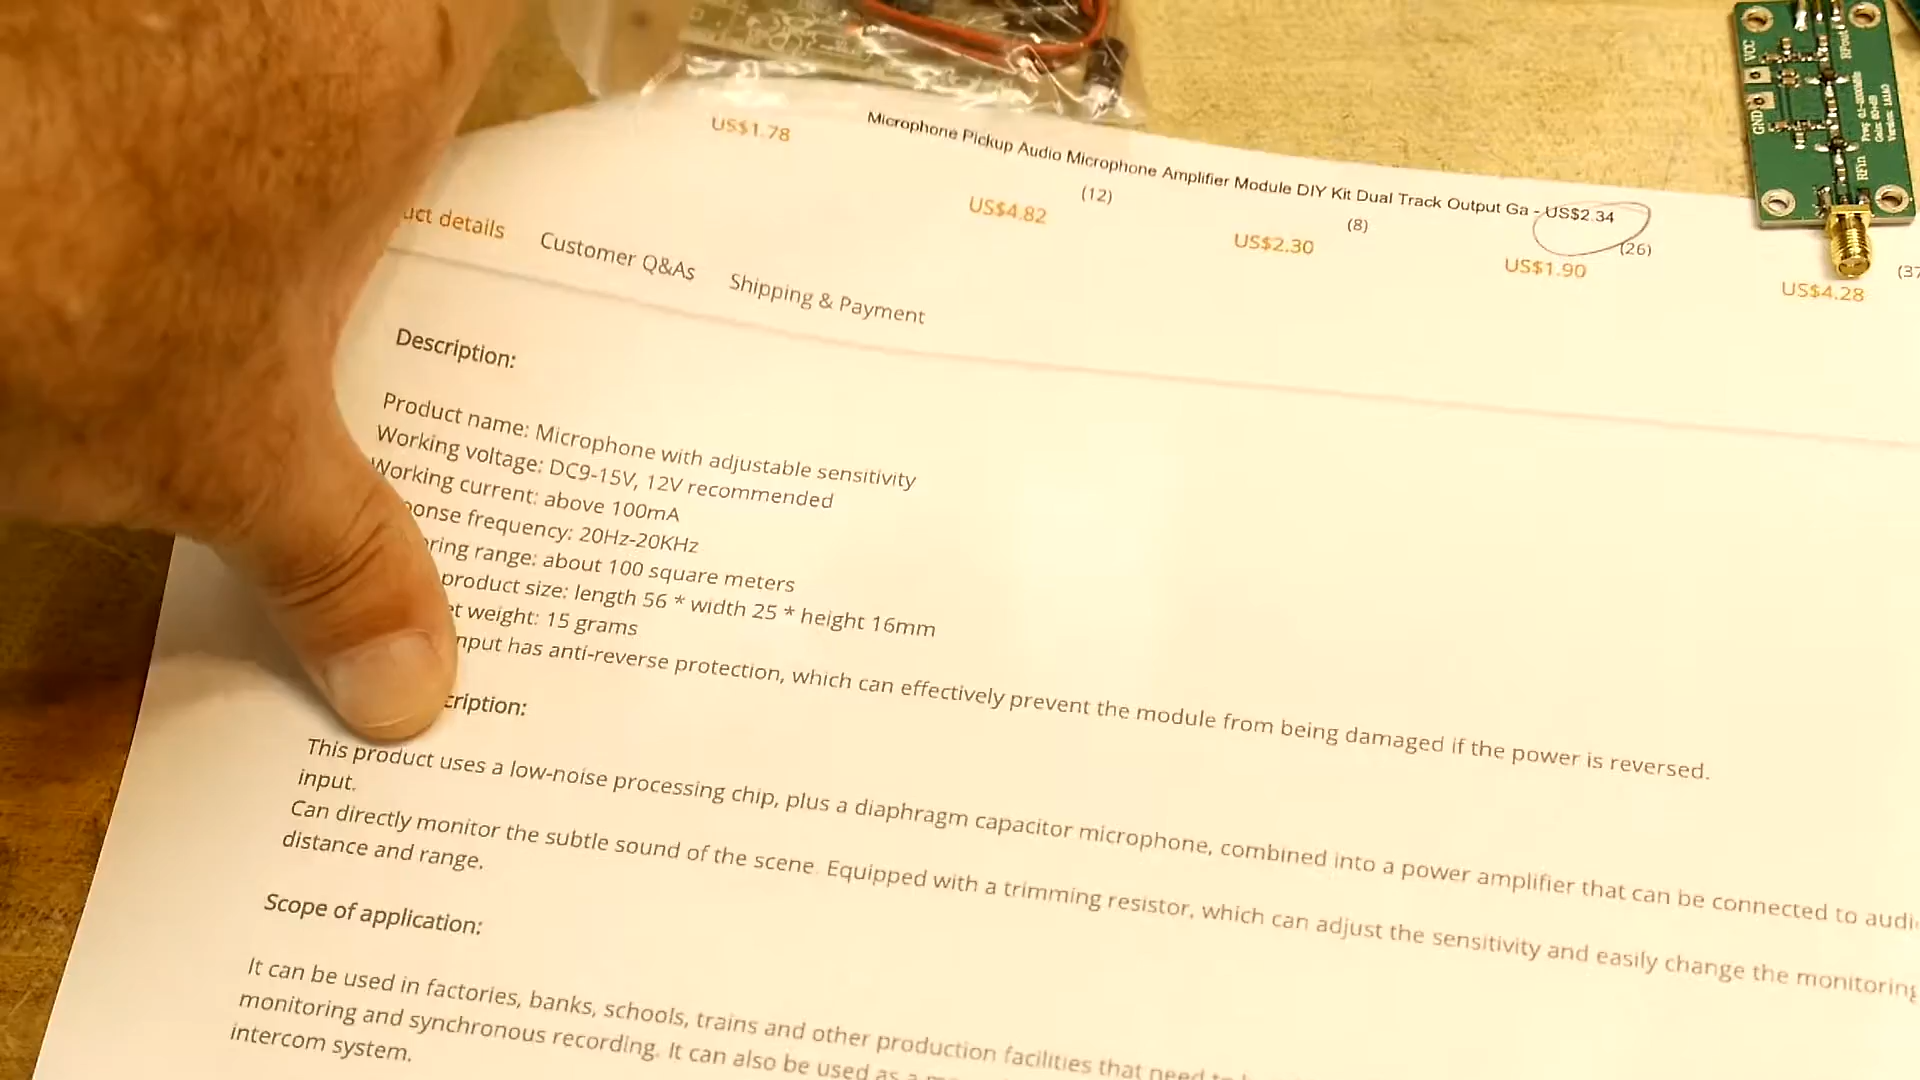 Microphone Pickup Audio Microphone Amplifier Module DIY Kit Dual Track Output Ga - US$2.34
(12) (8) (26)
US$1.78 US$4.82 US$2.30 US$1.90 US$4.28
details Customer Q&As Shipping & Payment
Description:
Product name: Microphone with adjustable sensitivity
Working voltage: DC9-15V, 12V recommended
Working current: above 100mA
frequency: 20Hz-20KHz
range: about 100 square meters
product size: length 56 * width 25 * height 16mm
weight: 15 grams
has anti-reverse protection, which can effectively prevent the module from being damaged if the power is reversed.
This product uses a low-noise processing chip, plus a diaphragm capacitor microphone, combined into a power amplifier that can be connected to
input.
Can directly monitor the subtle sound of the scene. Equipped with a trimming resistor, which can adjust the sensitivity and easily change the monitoring
distance and range.
Scope of application:
It can be used in factories, banks, schools, trains and other production facilities that need to
monitoring and synchronous recording. It can also be used as a
intercom system.
VCC
GND
RFin
RFout